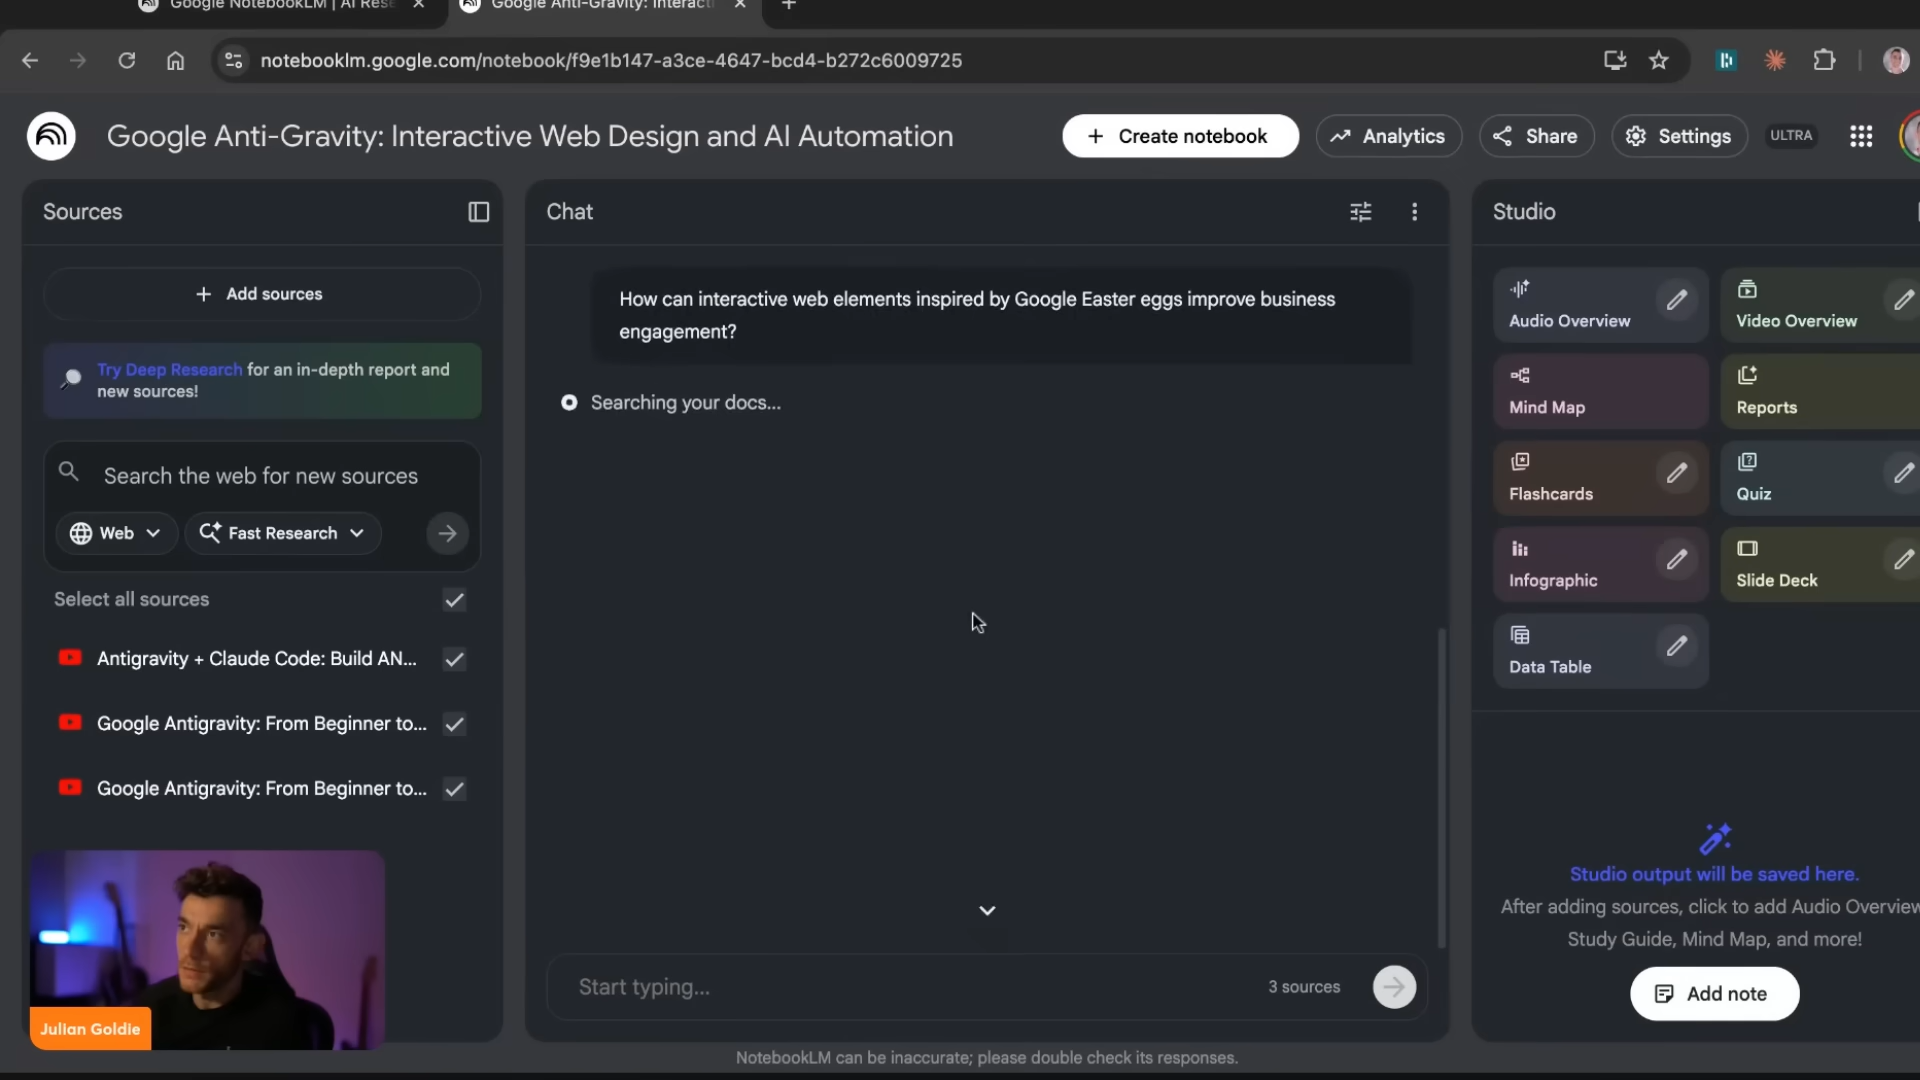 Google NotebookLM | AI Rese
Google Anti-Gravity: Interacti
notebooklm.google.com/notebook/f9e1b147-a3ce-4647-bcd4-b272c6009725
Google Anti-Gravity: Interactive Web Design and AI Automation
Create notebook
Analytics
Share
Settings
ULTRA
Sources
Add sources
Try Deep Research for an in-depth report and
new sources!
Search the web for new sources
Web
Fast Research
Select all sources
Antigravity + Claude Code: Build AN...
Google Antigravity: From Beginner to...
Google Antigravity: From Beginner to...
Julian Goldie
Chat
How can interactive web elements inspired by Google Easter eggs improve business
engagement?
Searching your docs...
Start typing...
3 sources
NotebookLM can be inaccurate; please double check its responses.
Studio
Audio Overview
Video Overview
Mind Map
Reports
Flashcards
Quiz
Infographic
Slide Deck
Data Table
Studio output will be saved here.
After adding sources, click to add Audio Overview
Study Guide, Mind Map, and more!
Add note